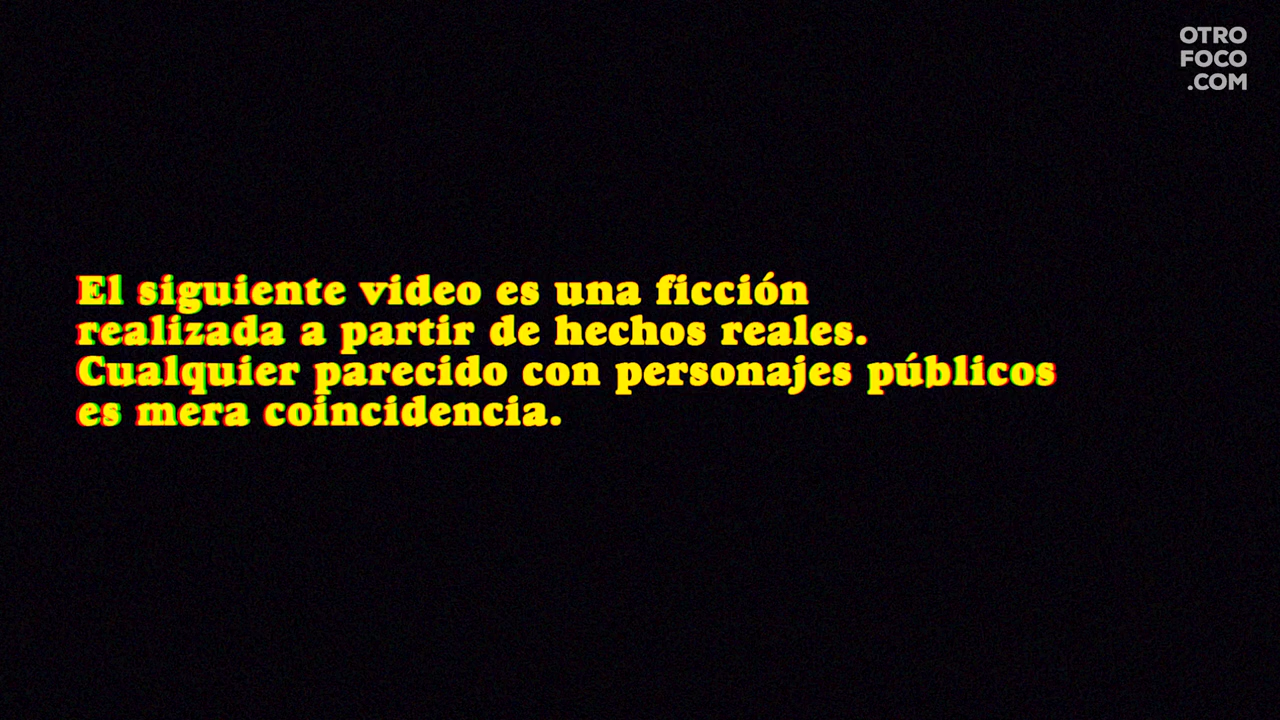 OTRO
FOCO
.COM
El siguiente video es una ficción
realizada a partir de hechos reales.
Cualquier parecido con personajes públicos
es mera coincidencia.